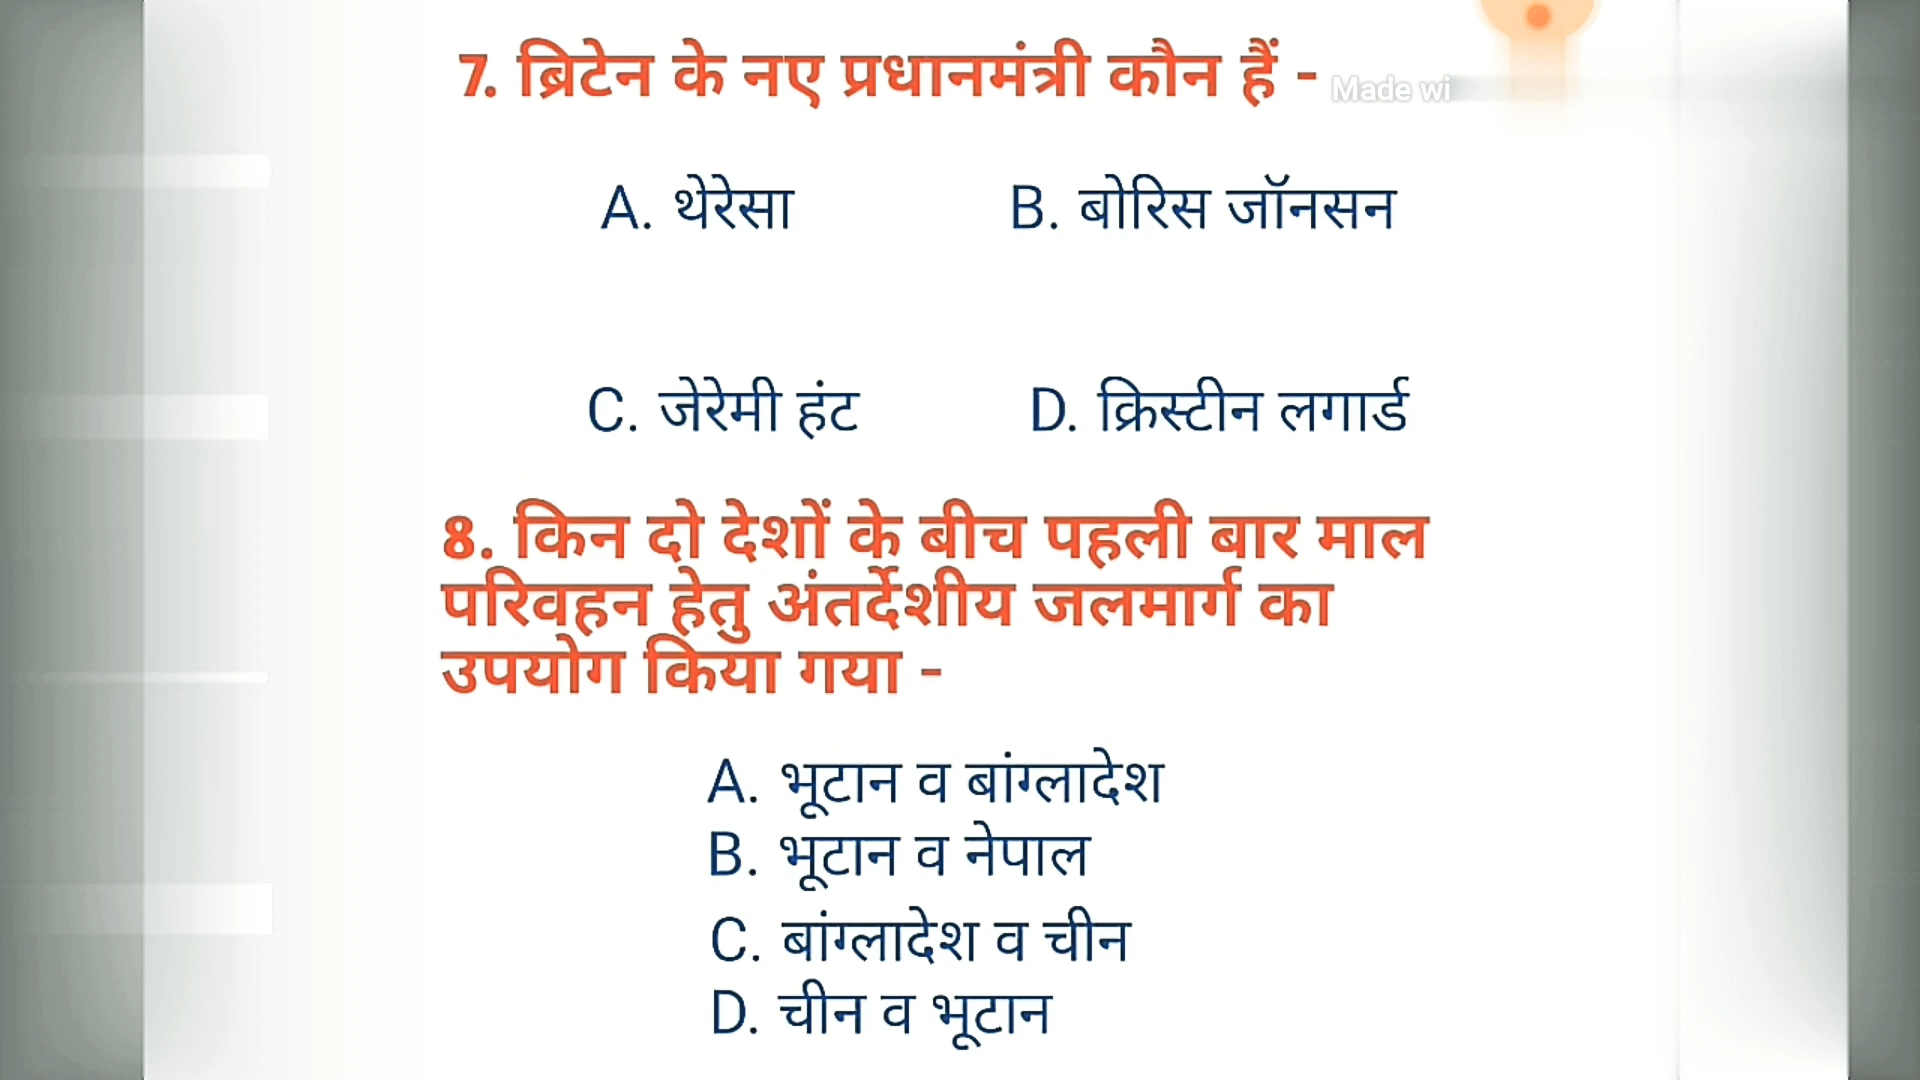 7. ब्रिटेन के नए प्रधानमंत्री कौन हैं -
Made wi
A. थेरेसा B. बोरिस जॉनसन
C. जेरेमी हंट D. क्रिस्टीन लगार्ड
8. किन दो देशों के बीच पहली बार माल
परिवहन हेतु अंतर्देशीय जलमार्ग का
उपयोग किया गया -
A. भूटान व बांग्लादेश
B. भूटान व नेपाल
C. बांग्लादेश व चीन
D. चीन व भूटान